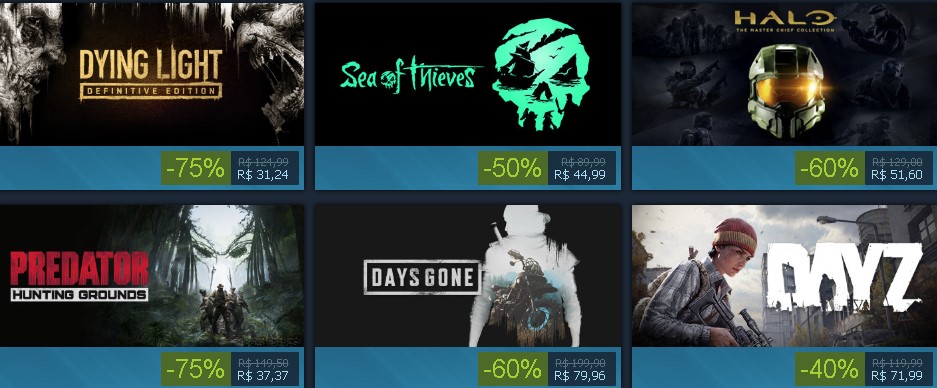 DYING LIGHT
DEFINITIVE EDITION
-75%
R$ 124,99
R$ 31,24
Sea of Thieves
-50%
R$ 89,99
R$ 44,99
HALO
THE MASTER CHIEF COLLECTION
-60%
R$ 129,00
R$ 51,60
PREDATOR
HUNTING GROUNDS
-75%
R$ 149,50
R$ 37,37
DAYS GONE
-60%
R$ 199,90
R$ 79,96
DAYZ
-40%
R$ 119,99
R$ 71,99